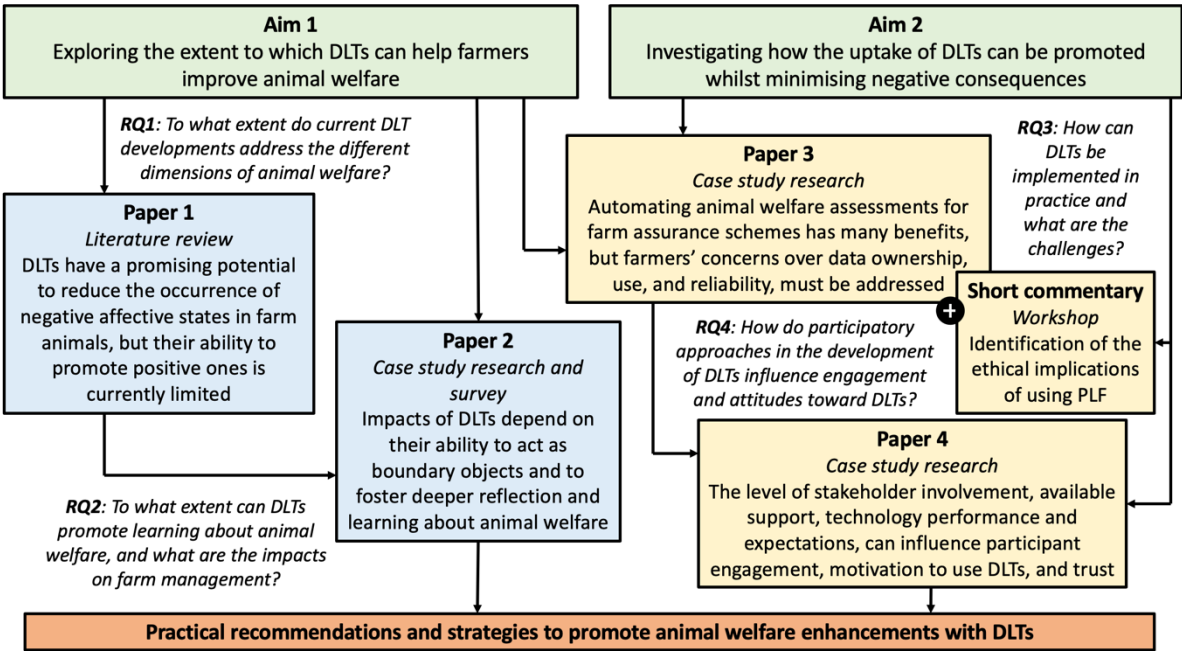 Aim 1
Exploring the extent to which DLTs can help farmers
improve animal welfare
Aim 2
Investigating how the uptake of DLTs can be promoted
whilst minimising negative consequences
RQ1: To what extent do current DLT
developments address the different
dimensions of animal welfare?
RQ3: How can
DLTs be
implemented in
practice and
what are the
challenges?
Paper 3
Case study research
Automating animal welfare assessments for
farm assurance schemes has many benefits,
but farmers’ concerns over data ownership,
use, and reliability, must be addressed
Paper 1
Literature review
DLTs have a promising potential
to reduce the occurrence of
negative affective states in farm
animals, but their ability to
promote positive ones is
currently limited
+
Short commentary
Workshop
Identification of the
ethical implications
of using PLF
RQ4: How do participatory
approaches in the development
of DLTs influence engagement
and attitudes toward DLTs?
Paper 2
Case study research and
survey
Impacts of DLTs depend on
their ability to act as
boundary objects and to
foster deeper reflection and
learning about animal welfare
Paper 4
Case study research
The level of stakeholder involvement, available
support, technology performance and
expectations, can influence participant
engagement, motivation to use DLTs, and trust
RQ2: To what extent can DLTs
promote learning about animal
welfare, and what are the impacts
on farm management?
Practical recommendations and strategies to promote animal welfare enhancements with DLTs